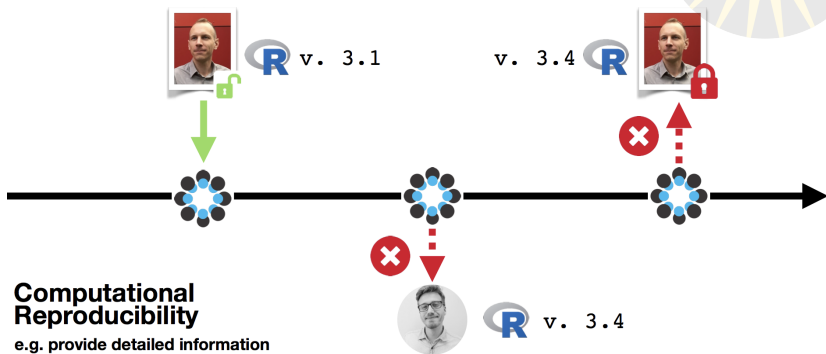 R v. 3.1
v. 3.4 R
R v. 3.4
Computational
Reproducibility
e.g. provide detailed information